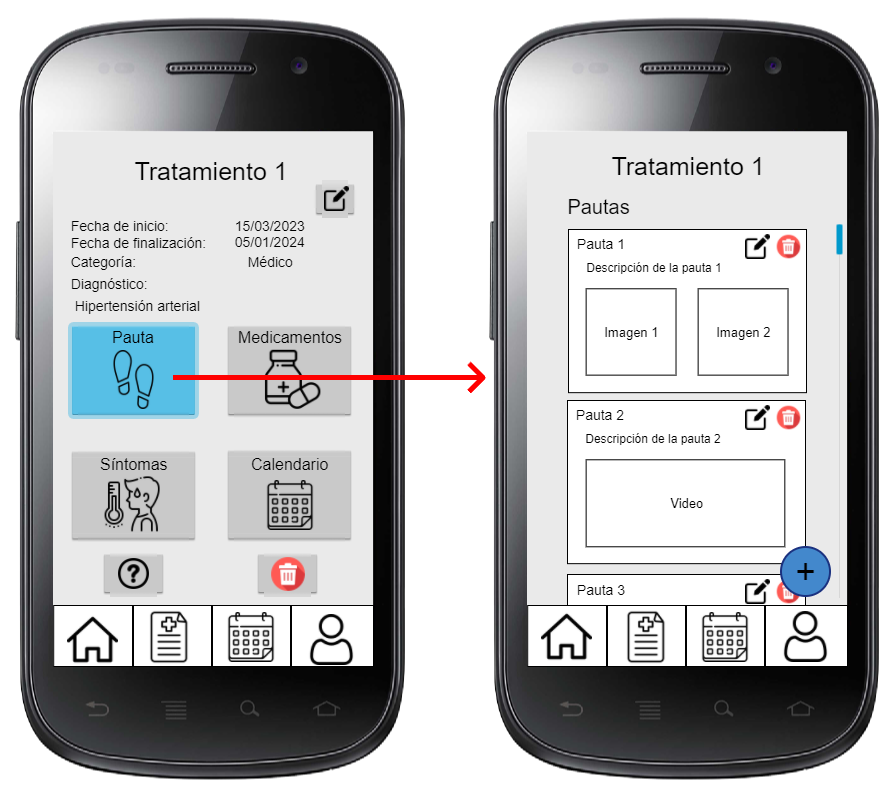 Tratamiento 1
Fecha de inicio: 15/03/2023
Fecha de finalización: 05/01/2024
Categoría: Médico
Diagnóstico:
Hipertensión arterial
Pauta
Medicamentos
Síntomas
Calendario
?
Tratamiento 1
Pautas
Pauta 1
Descripción de la pauta 1
Imagen 1
Imagen 2
Pauta 2
Descripción de la pauta 2
Video
Pauta 3
+